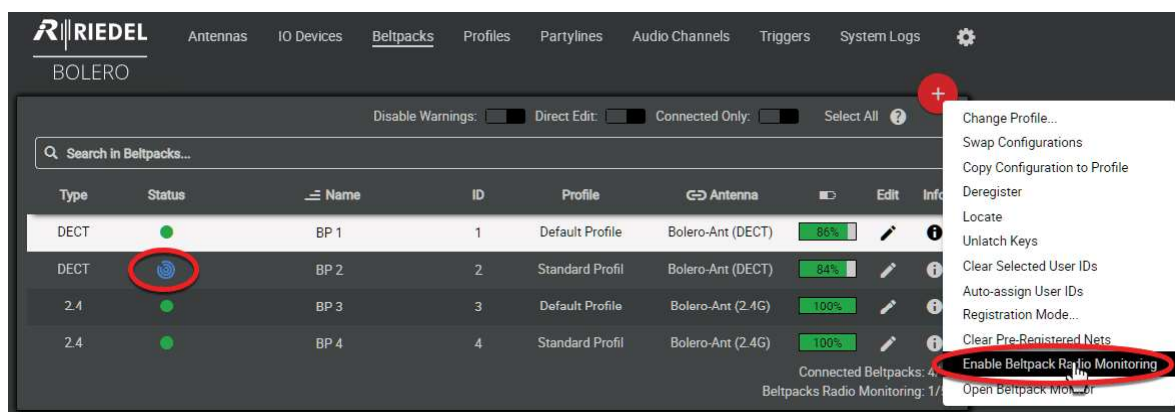 RIEDEL
BOLERO
Antennas IO Devices Beltpacks Profiles Partylines Audio Channels Triggers System Logs
+
Disable Warnings: Direct Edit: Connected Only: Select All ?
Search in Beltpacks...
Type Status Name ID Profile Antenna Edit Info
DECT BP 1 1 Default Profile Bolero-Ant (DECT) 86%
DECT BP 2 2 Standard Profil Bolero-Ant (DECT) 84%
2.4 BP 3 3 Default Profile Bolero-Ant (2.4G) 100%
2.4 BP 4 4 Standard Profil Bolero-Ant (2.4G) 100%
Connected Beltpacks: 4/
Beltpacks Radio Monitoring: 1/
Change Profile...
Swap Configurations
Copy Configuration to Profile
Deregister
Locate
Unlatch Keys
Clear Selected User IDs
Auto-assign User IDs
Registration Mode...
Clear Pre-Registered Nets
Enable Beltpack Radio Monitoring
Open Beltpack Monitor